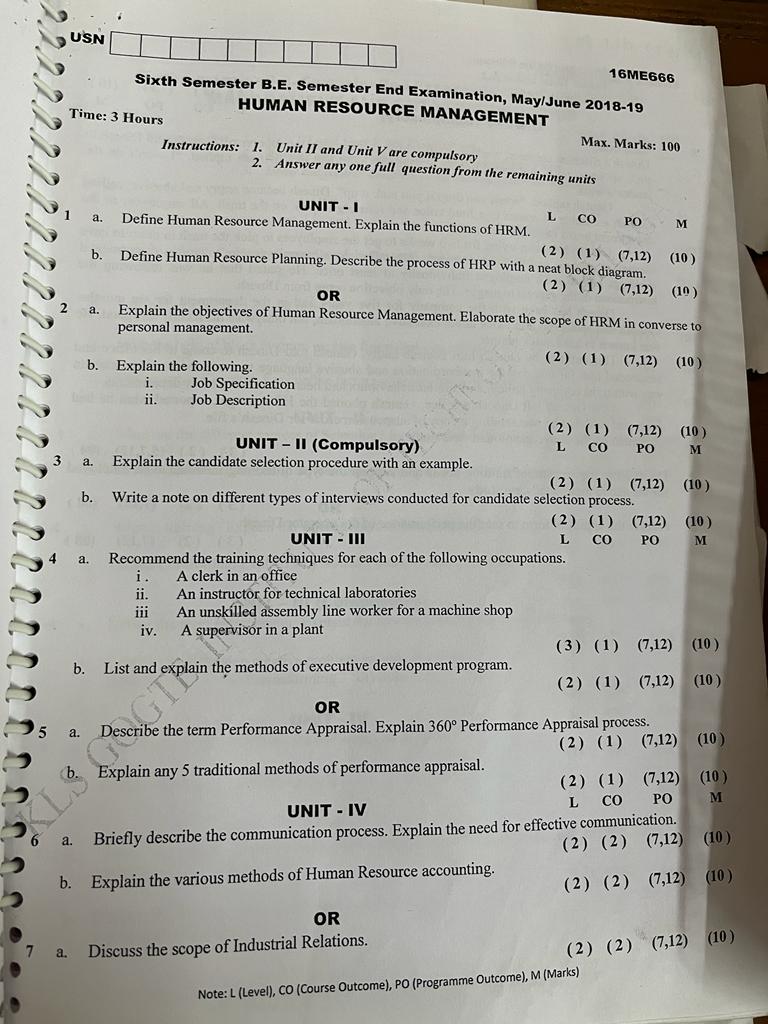 USN
16ME666
Sixth Semester B.E. Semester End Examination, May/June 2018-19
HUMAN RESOURCE MANAGEMENT
Time: 3 Hours
Max. Marks: 100
Instructions: 1. Unit II and Unit V are compulsory
2. Answer any one full question from the remaining units
UNIT - I
L CO PO M
1 a. Define Human Resource Management. Explain the functions of HRM.
(2) (1) (7,12) (10)
b. Define Human Resource Planning. Describe the process of HRP with a neat block diagram.
(2) (1) (7,12) (10)
OR
2 a. Explain the objectives of Human Resource Management. Elaborate the scope of HRM in converse to
personal management.
(2) (1) (7,12) (10)
b. Explain the following.
i. Job Specification
ii. Job Description
(2) (1) (7,12) (10)
UNIT – II (Compulsory) L CO PO M
3 a. Explain the candidate selection procedure with an example.
(2) (1) (7,12) (10)
b. Write a note on different types of interviews conducted for candidate selection process.
(2) (1) (7,12) (10)
UNIT - III L CO PO M
4 a. Recommend the training techniques for each of the following occupations.
i. A clerk in an office
ii. An instructor for technical laboratories
iii An unskilled assembly line worker for a machine shop
iv. A supervisor in a plant
(3) (1) (7,12) (10)
b. List and explain the methods of executive development program.
(2) (1) (7,12) (10)
OR
5 a. Describe the term Performance Appraisal. Explain 360º Performance Appraisal process.
(2) (1) (7,12) (10)
b. Explain any 5 traditional methods of performance appraisal.
(2) (1) (7,12) (10)
UNIT - IV L CO PO M
6 a. Briefly describe the communication process. Explain the need for effective communication.
(2) (2) (7,12) (10)
b. Explain the various methods of Human Resource accounting.
(2) (2) (7,12) (10)
OR
7 a. Discuss the scope of Industrial Relations.
(2) (2) (7,12) (10)
Note: L (Level), CO (Course Outcome), PO (Programme Outcome), M (Marks)
KLS GOGTE INSTITUTE OF TECHNOLOGY